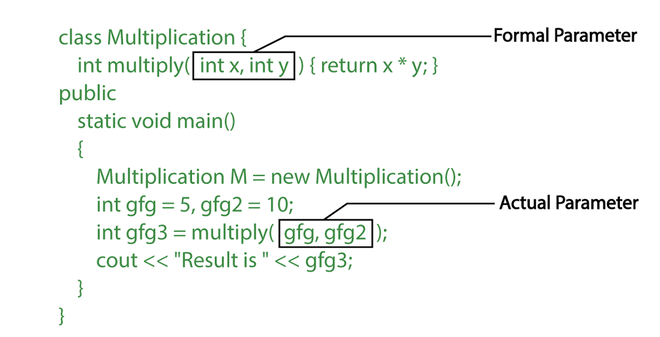 class Multiplication {
Formal Parameter
int multiply( int x, int y ) { return x * y; }
public
static void main()
{
Multiplication M = new Multiplication();
int gfg = 5, gfg2 = 10;
Actual Parameter
int gfg3 = multiply( gfg, gfg2 );
cout << "Result is " << gfg3;
}
}